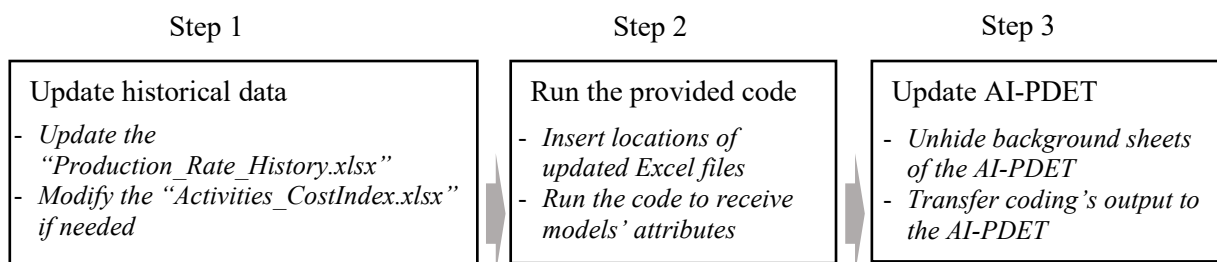 Step 1
Update historical data
- Update the
“Production_Rate_History.xlsx”
- Modify the “Activities_CostIndex.xlsx”
if needed
Step 2
Run the provided code
- Insert locations of
updated Excel files
- Run the code to receive
models’ attributes
Step 3
Update AI-PDET
- Unhide background sheets
of the AI-PDET
- Transfer coding’s output to
the AI-PDET